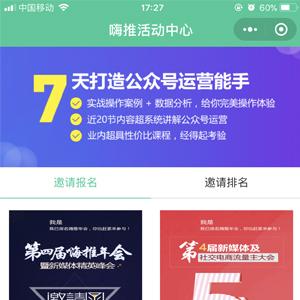 中国移动
17:27
60%
嗨推活动中心
7天打造公众号运营能手
实战操作案例 + 数据分析，给你完美操作体验
近20节内容超系统讲解公众号运营
业内超具性价比课程，经得起考验
邀请报名
邀请排名
我是
第四届嗨推年会
暨新媒体精英峰会
邀請函
我是
第4届新媒体及
社交电商流量主大会
5